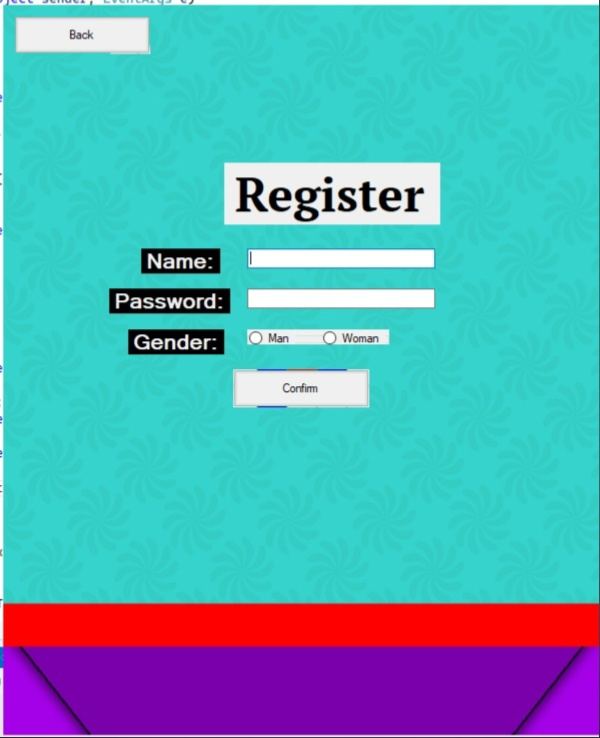 Back
Register
Name:
Password:
Gender:
Man
Woman
Confirm